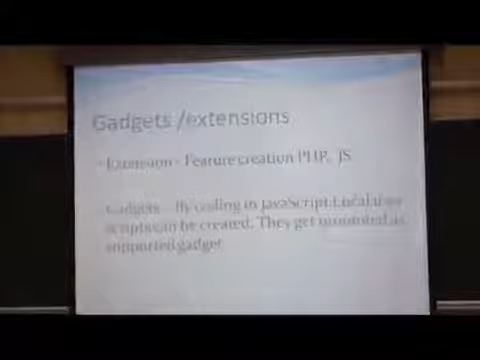 Gadgets /extensions
Extension - Feature creation PHP, JS
Gadgets - By coding in JavaScript Local user
scripts can be created. They get promoted as
supported gadget